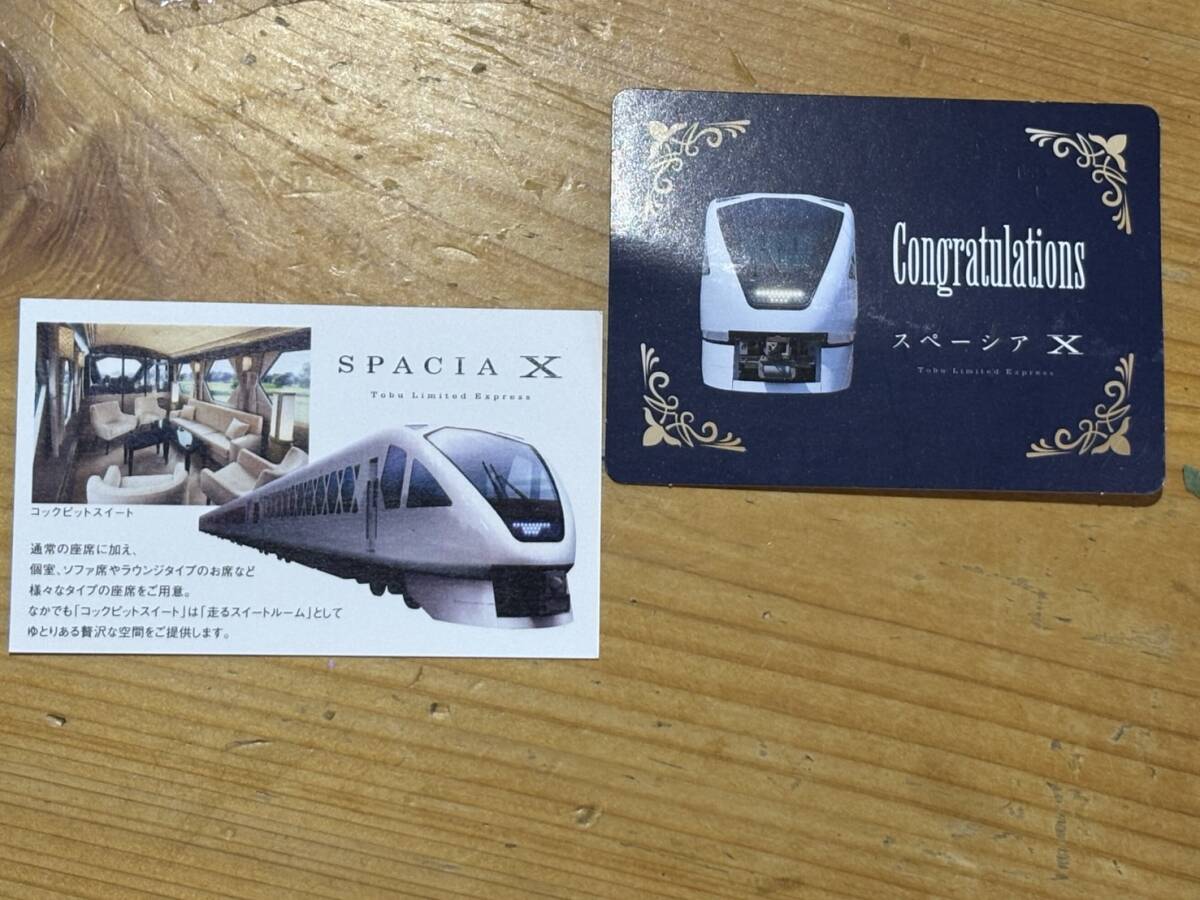 SPACIA X
Tobu Limited Express
コックピットスイート
通常の座席に加え、
個室、ソファ席やラウンジタイプのお席など
様々なタイプの座席をご用意。
なかでも「コックピットスイート」は「走るスイートルーム」として
ゆとりある贅沢な空間をご提供します。
Congratulations
スペーシア X
Tobu Limited Express